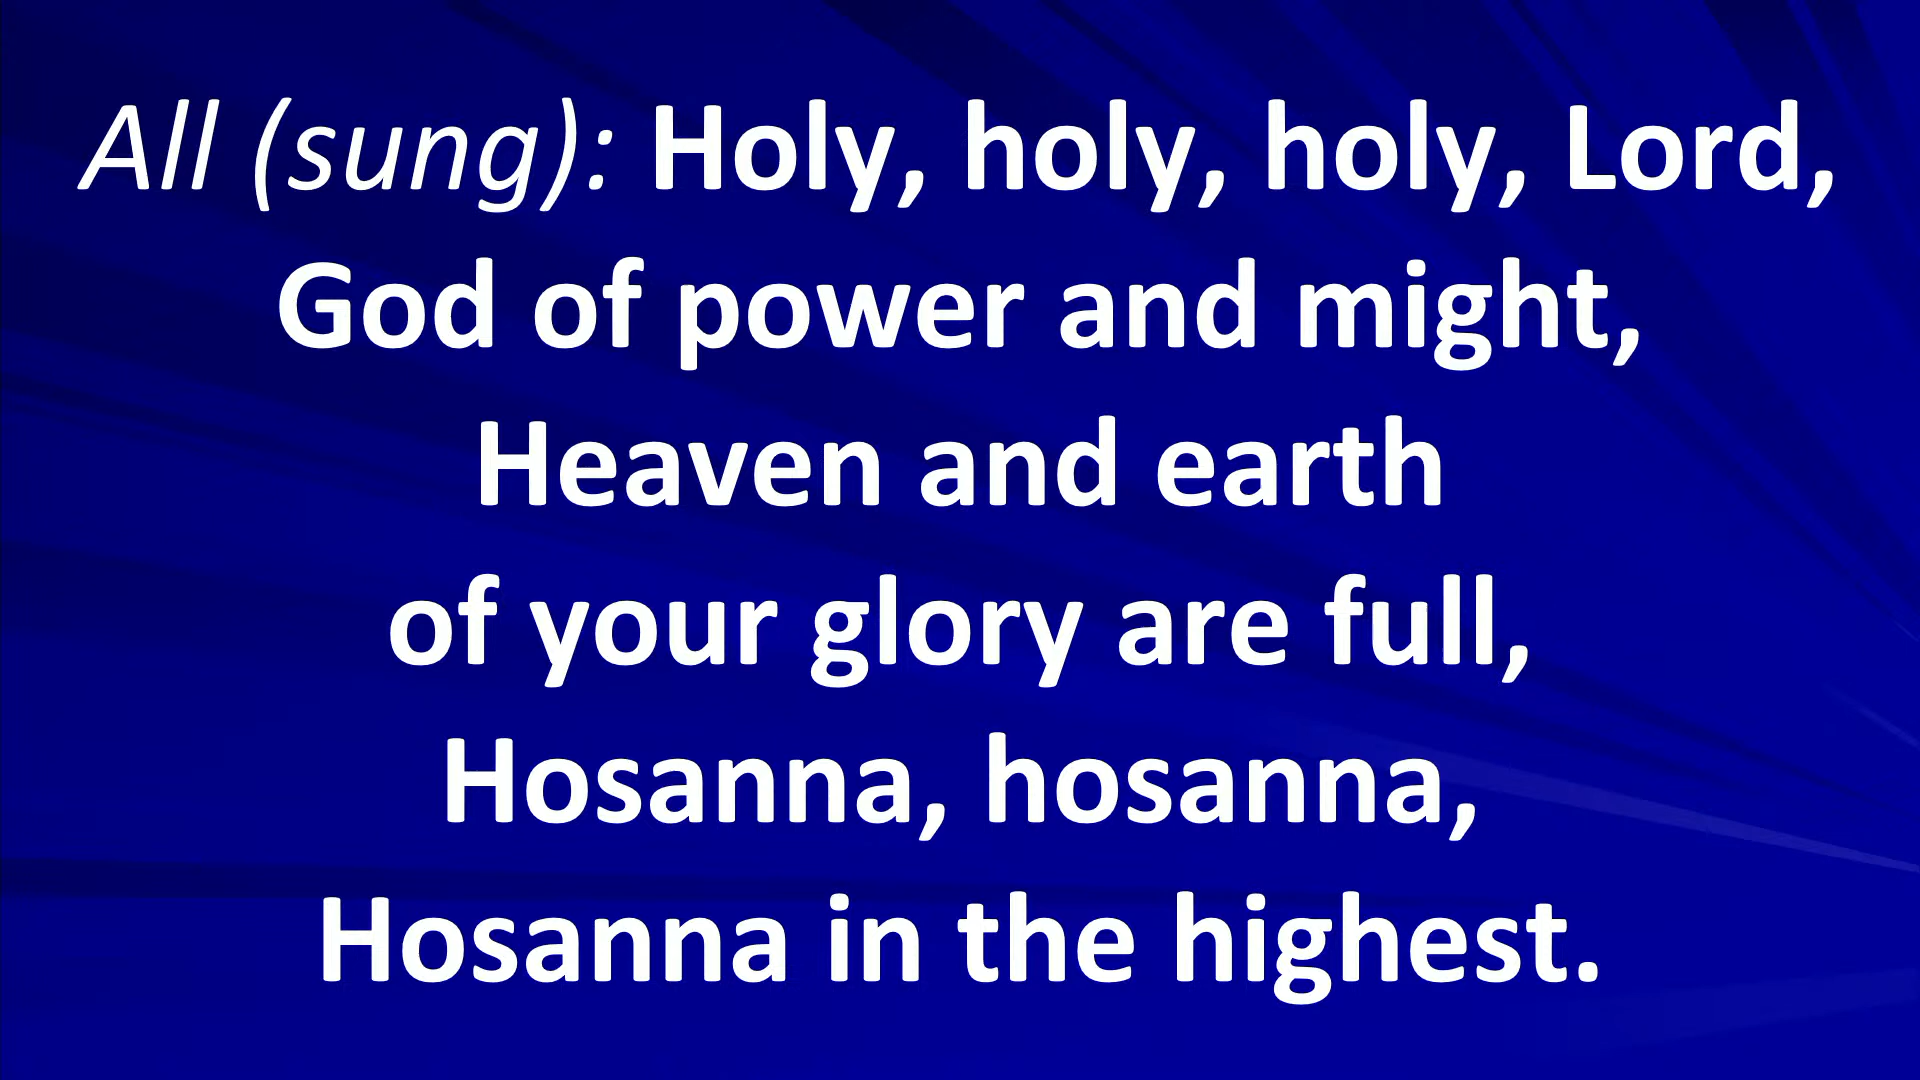 All (sung): Holy, holy, holy, Lord,
God of power and might,
Heaven and earth
of your glory are full,
Hosanna, hosanna,
Hosanna in the highest.